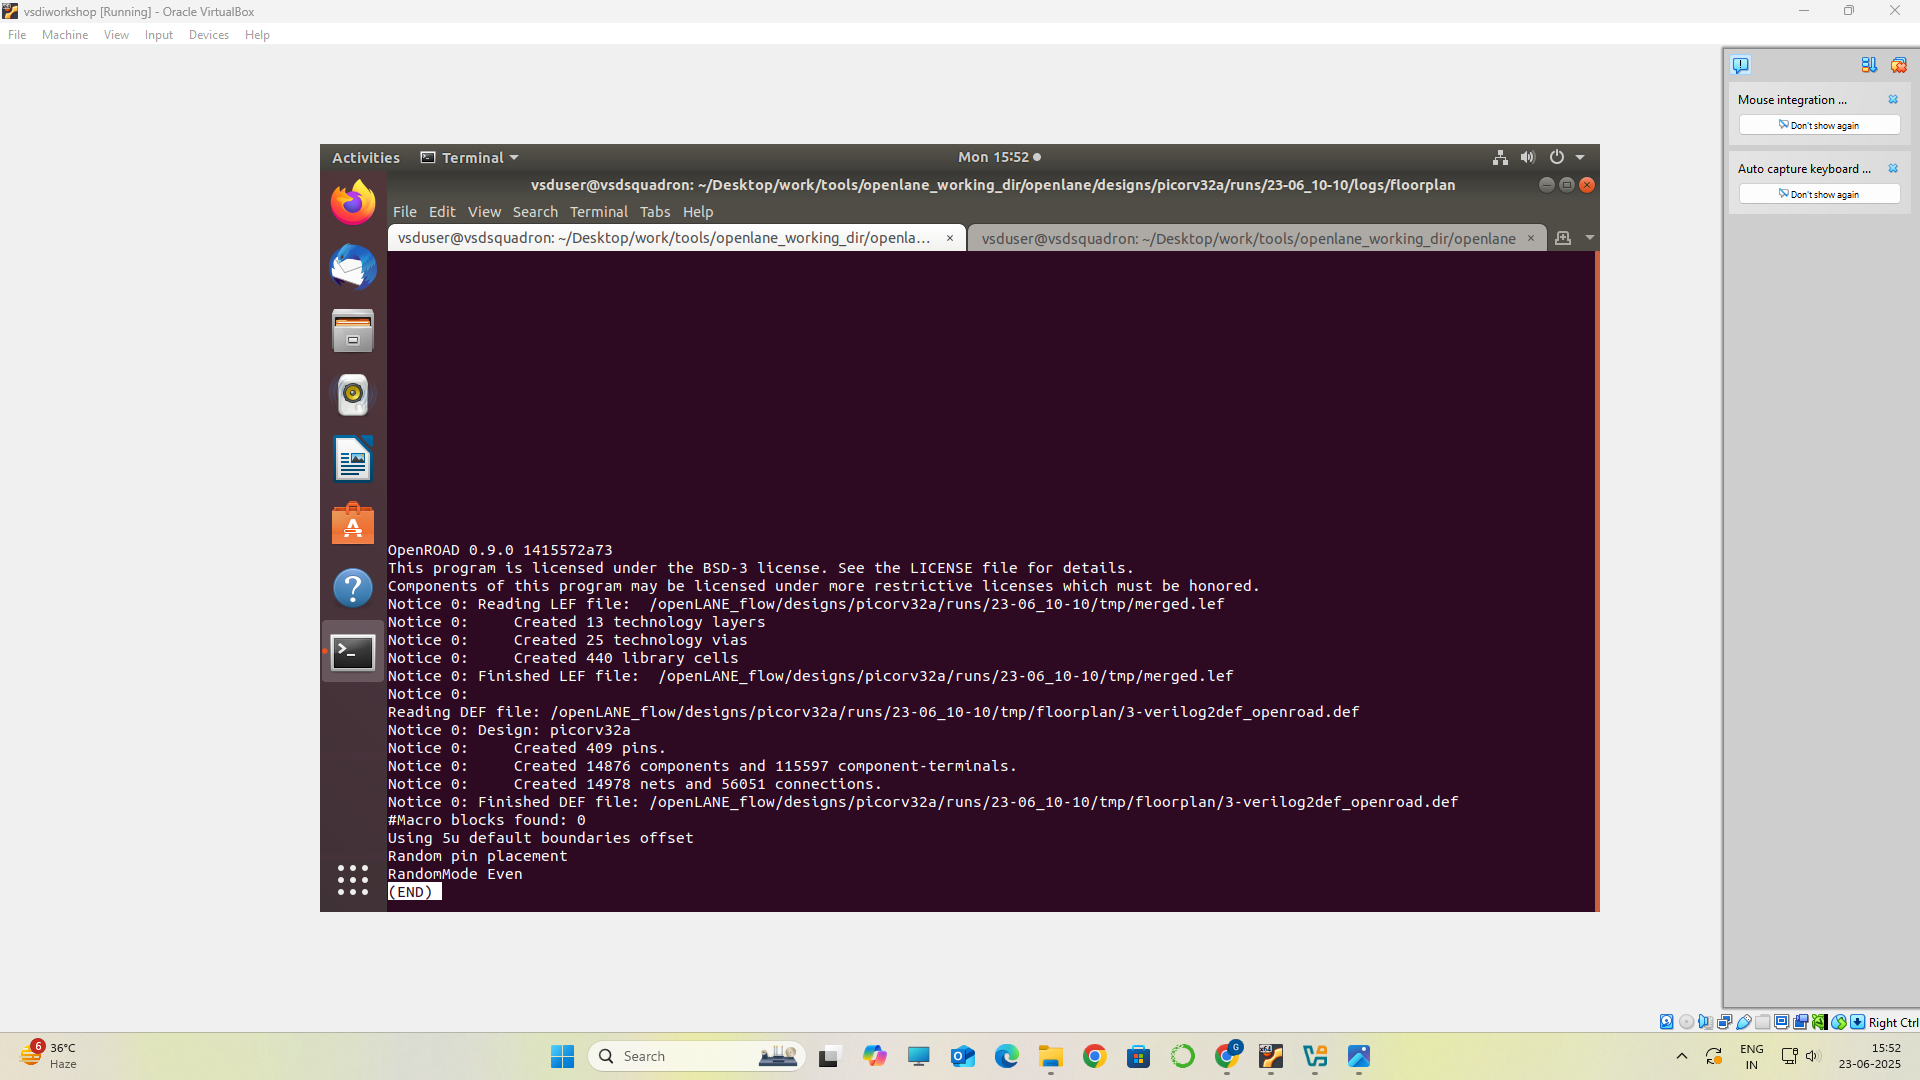 vsdiworkshop [Running] - Oracle VirtualBox
File Machine View Input Devices Help
Mouse integration ...
Don't show again
Auto capture keyboard ...
Don't show again
Activities Terminal Mon 15:52
vsduser@vsdsquadron: ~/Desktop/work/tools/openlane_working_dir/openlane/designs/picorv32a/runs/23-06_10-10/logs/floorplan
File Edit View Search Terminal Tabs Help
vsduser@vsdsquadron: ~/Desktop/work/tools/openlane_working_dir/openla... × vsduser@vsdsquadron: ~/Desktop/work/tools/openlane_working_dir/openlane ×
OpenROAD 0.9.0 1415572a73
This program is licensed under the BSD-3 license. See the LICENSE file for details.
Components of this program may be licensed under more restrictive licenses which must be honored.
Notice 0: Reading LEF file:  /openLANE_flow/designs/picorv32a/runs/23-06_10-10/tmp/merged.lef
Notice 0:     Created 13 technology layers
Notice 0:     Created 25 technology vias
Notice 0:     Created 440 library cells
Notice 0: Finished LEF file:  /openLANE_flow/designs/picorv32a/runs/23-06_10-10/tmp/merged.lef
Notice 0:
Reading DEF file: /openLANE_flow/designs/picorv32a/runs/23-06_10-10/tmp/floorplan/3-verilog2def_openroad.def
Notice 0: Design: picorv32a
Notice 0:     Created 409 pins.
Notice 0:     Created 14876 components and 115597 component-terminals.
Notice 0:     Created 14978 nets and 56051 connections.
Notice 0: Finished DEF file: /openLANE_flow/designs/picorv32a/runs/23-06_10-10/tmp/floorplan/3-verilog2def_openroad.def
#Macro blocks found: 0
Using 5u default boundaries offset
Random pin placement
RandomMode Even
(END)
Right Ctrl
6
36°C
Haze
Search
G
x64
ENG
IN
15:52
23-06-2025